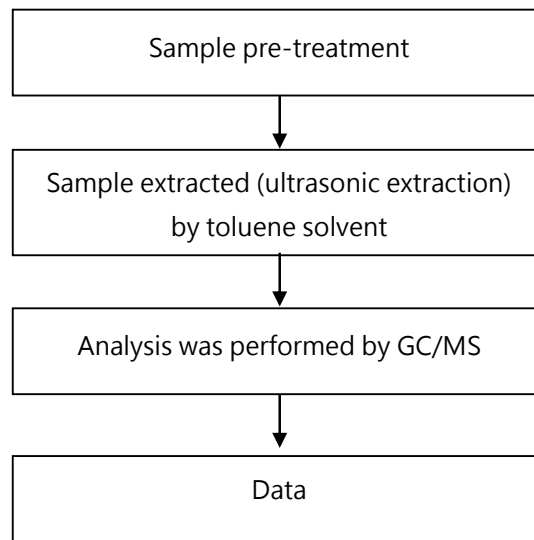 Sample pre-treatment
Sample extracted (ultrasonic extraction)
by toluene solvent
Analysis was performed by GC/MS
Data